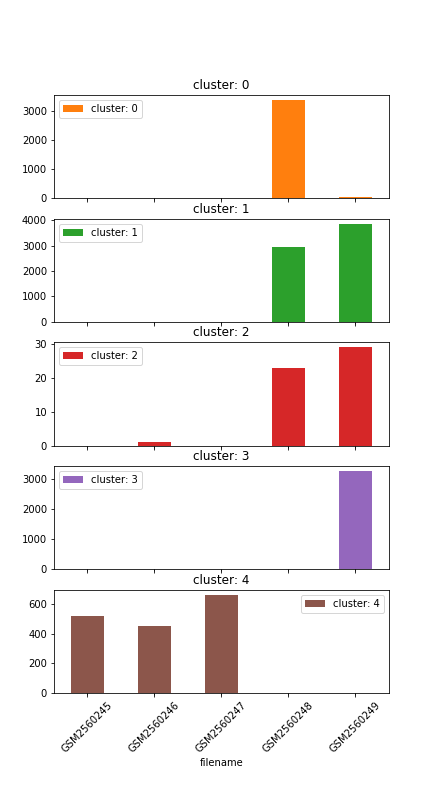 cluster: 0
3000
2000
1000
0
cluster: 0
cluster: 1
4000
3000
2000
1000
0
cluster: 1
cluster: 2
30
20
10
0
cluster: 2
cluster: 3
3000
2000
1000
0
cluster: 3
cluster: 4
600
400
200
0
cluster: 4
GSM2560245
GSM2560246
GSM2560247
GSM2560248
GSM2560249
filename